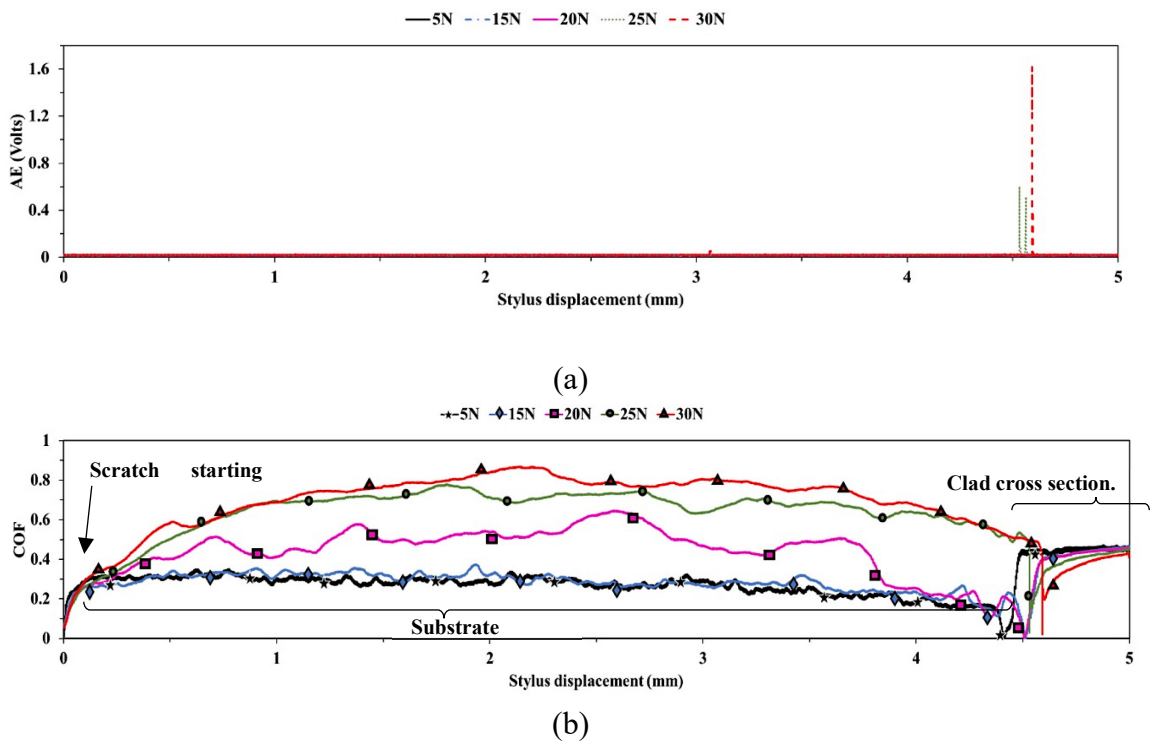 5N 15N 20N 25N 30N
1.6
1.2
0.8
0.4
0
AE (Volts)
0 1 2 3 4 5
Stylus displacement (mm)
(a)
5N 15N 20N 25N 30N
1
0.8
0.6
0.4
0.2
0
COF
Scratch starting
Clad cross section.
Substrate
0 1 2 3 4 5
Stylus displacement (mm)
(b)